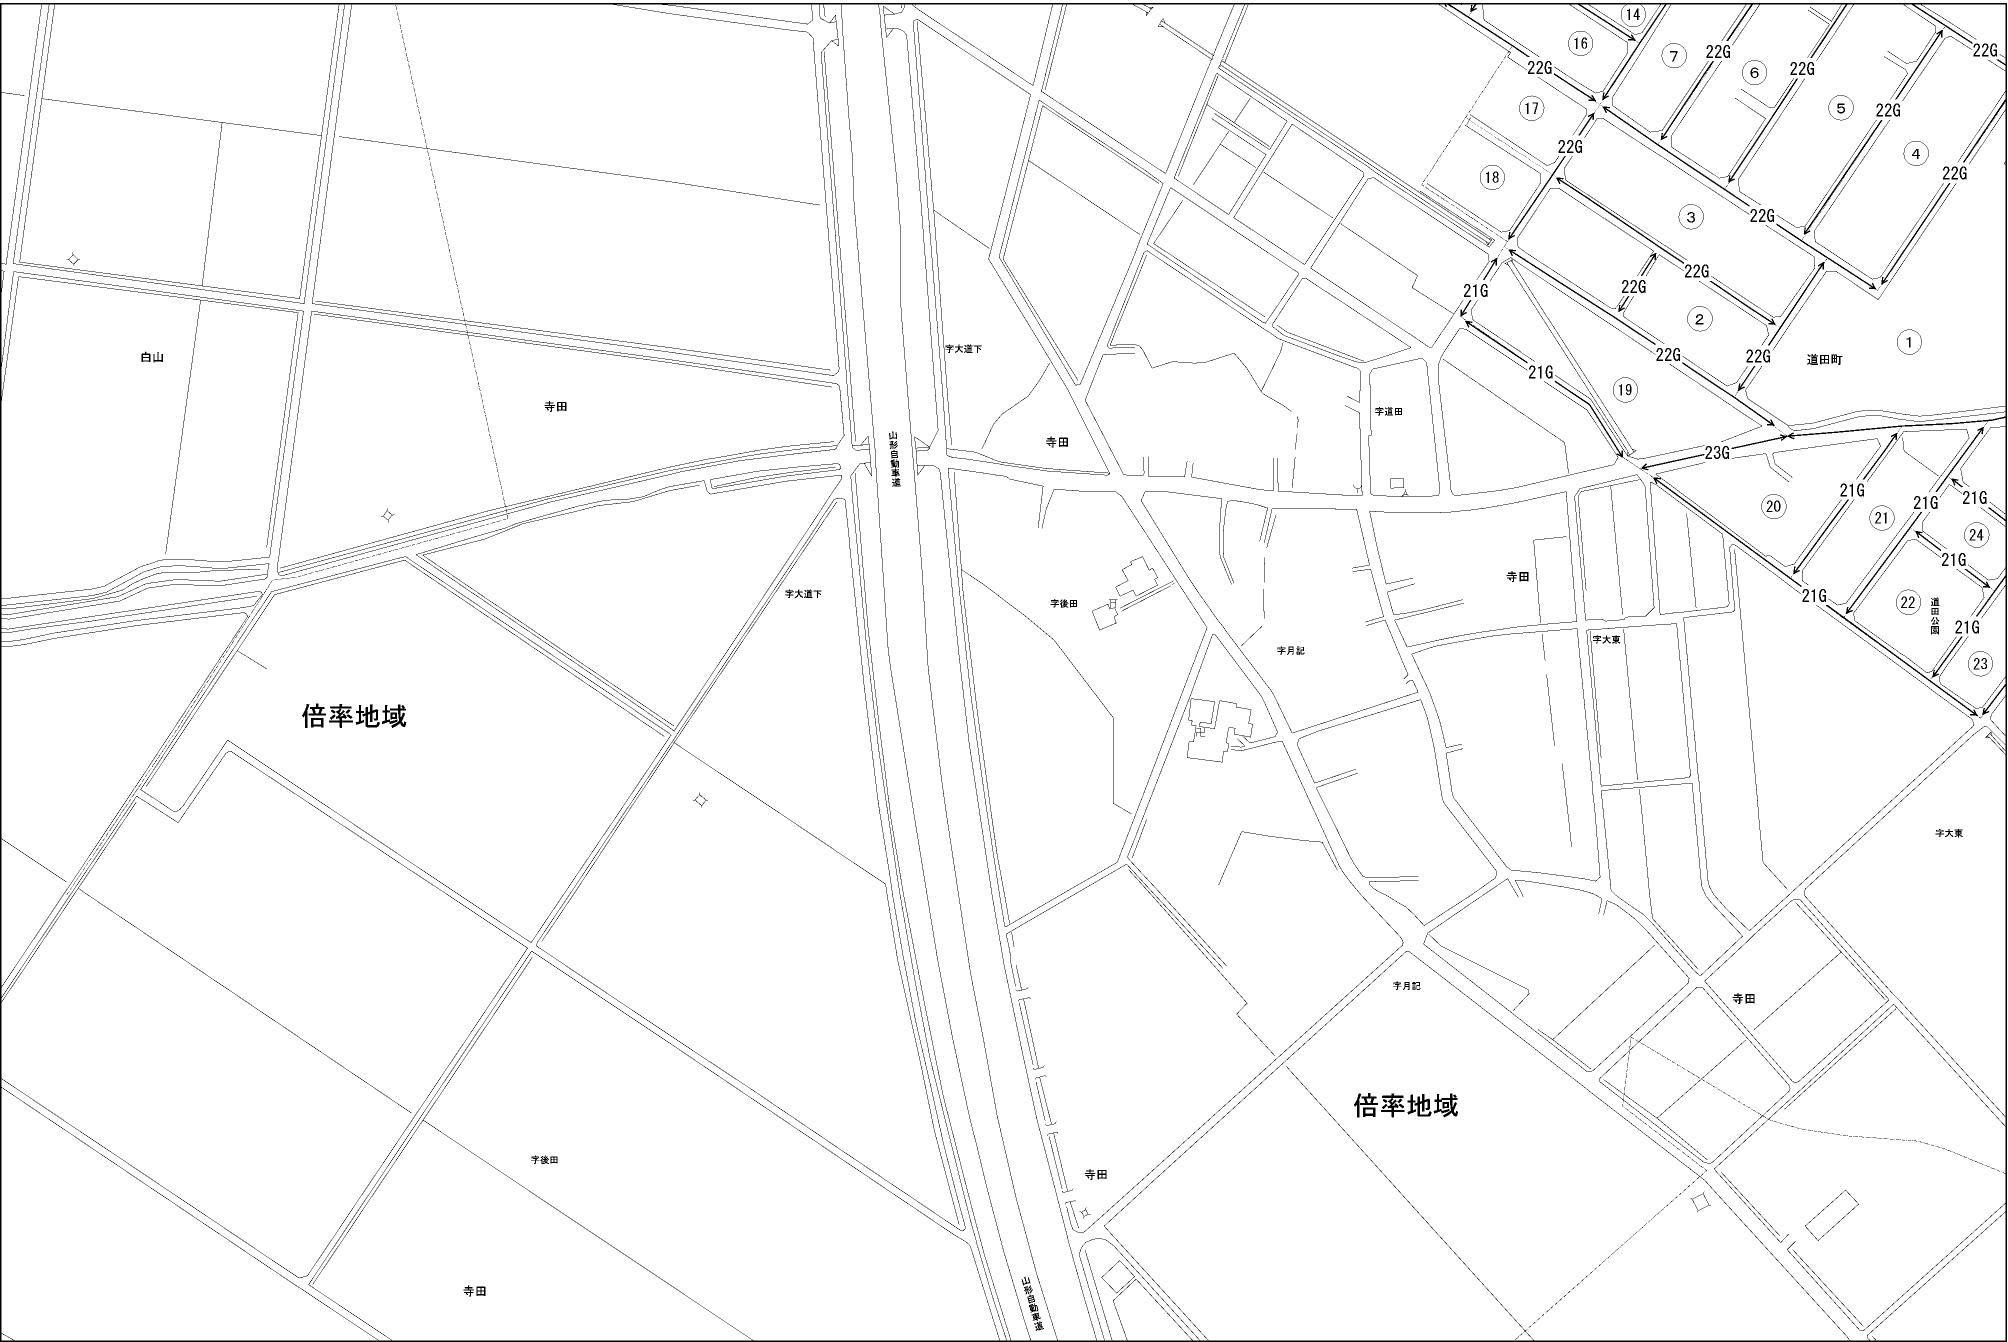 14
16
7
22G
22G
6
22G
22G
17
5
22G
22G
4
18
22G
3
22G
21G
22G
22G
2
字大道下
白山
22G
22G
道田町
1
21G
19
寺田
字道田
寺田
山形自動車道
23G
20
21G
21
21G
21G
24
21G
寺田
字大道下
字後田
21G
22
道田公園
21G
字大東
字月記
23
倍率地域
字大東
字月記
寺田
倍率地域
字後田
寺田
寺田
山形自動車道